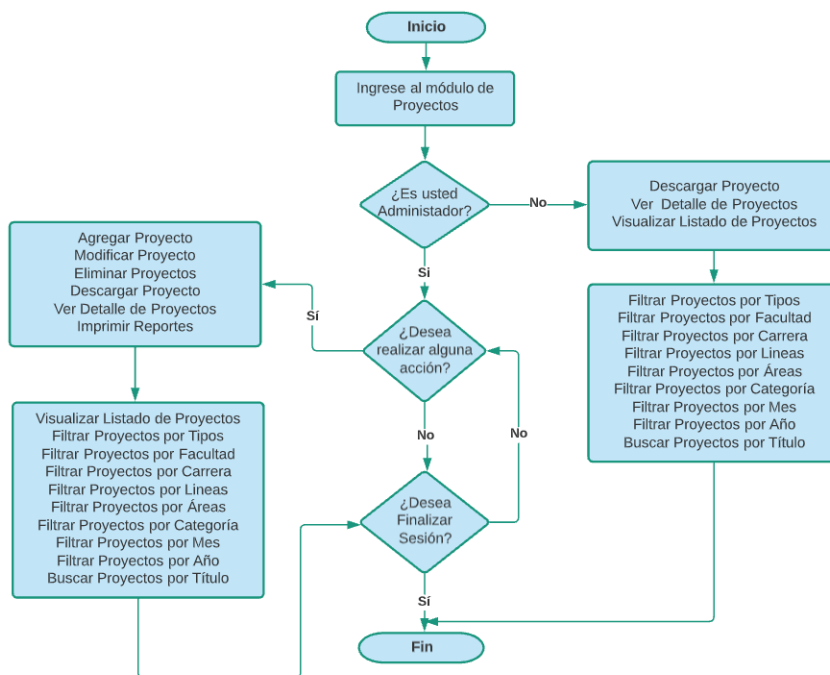 Inicio
Ingrese al módulo de
Proyectos
¿Es usted
Administador?
No
Descargar Proyecto
Ver Detalle de Proyectos
Visualizar Listado de Proyectos
Si
Agregar Proyecto
Modificar Proyecto
Eliminar Proyectos
Descargar Proyecto
Ver Detalle de Proyectos
Imprimir Reportes
Sí
¿Desea
realizar alguna
acción?
Filtrar Proyectos por Tipos
Filtrar Proyectos por Facultad
Filtrar Proyectos por Carrera
Filtrar Proyectos por Lineas
Filtrar Proyectos por Áreas
Filtrar Proyectos por Categoría
Filtrar Proyectos por Mes
Filtrar Proyectos por Año
Buscar Proyectos por Título
Visualizar Listado de Proyectos
Filtrar Proyectos por Tipos
Filtrar Proyectos por Facultad
Filtrar Proyectos por Carrera
Filtrar Proyectos por Lineas
Filtrar Proyectos por Áreas
Filtrar Proyectos por Categoría
Filtrar Proyectos por Mes
Filtrar Proyectos por Año
Buscar Proyectos por Título
No
No
¿Desea
Finalizar
Sesión?
Sí
Fin